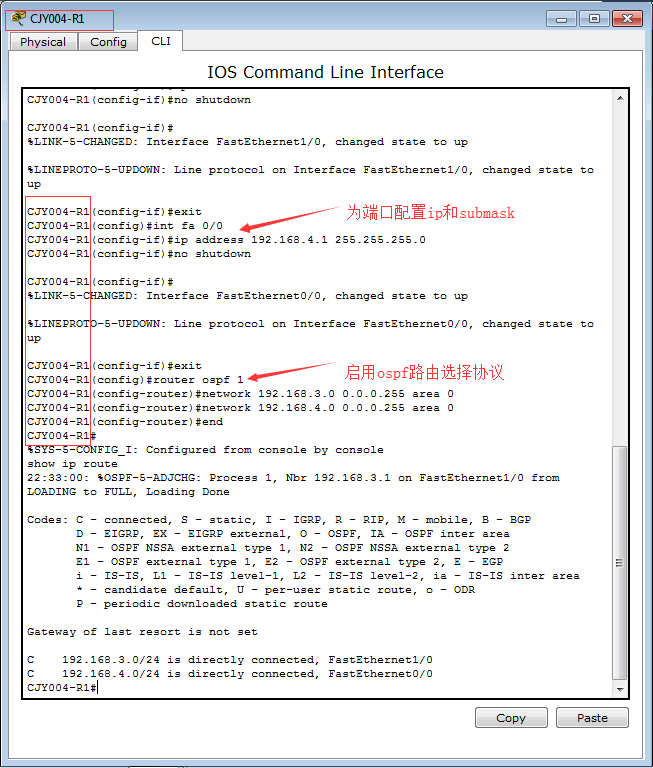 CJY004-R1
Physical Config CLI
IOS Command Line Interface
CJY004-R1(config-if)#no shutdown
CJY004-R1(config-if)#
%LINK-5-CHANGED: Interface FastEthernet1/0, changed state to up
%LINEPROTO-5-UPDOWN: Line protocol on Interface FastEthernet1/0, changed state to
up
CJY004-R1(config-if)#exit
为端口配置ip和submask
CJY004-R1(config)#int fa 0/0
CJY004-R1(config-if)#ip address 192.168.4.1 255.255.255.0
CJY004-R1(config-if)#no shutdown
CJY004-R1(config-if)#
%LINK-5-CHANGED: Interface FastEthernet0/0, changed state to up
%LINEPROTO-5-UPDOWN: Line protocol on Interface FastEthernet0/0, changed state to
up
CJY004-R1(config-if)#exit
启用ospf路由选择协议
CJY004-R1(config)#router ospf 1
CJY004-R1(config-router)#network 192.168.3.0 0.0.0.255 area 0
CJY004-R1(config-router)#network 192.168.4.0 0.0.0.255 area 0
CJY004-R1(config-router)#end
CJY004-R1#
%SYS-5-CONFIG_I: Configured from console by console
show ip route
22:33:00: %OSPF-5-ADJCHG: Process 1, Nbr 192.168.3.1 on FastEthernet1/0 from
LOADING to FULL, Loading Done
Codes: C - connected, S - static, I - IGRP, R - RIP, M - mobile, B - BGP
D - EIGRP, EX - EIGRP external, O - OSPF, IA - OSPF inter area
N1 - OSPF NSSA external type 1, N2 - OSPF NSSA external type 2
E1 - OSPF external type 1, E2 - OSPF external type 2, E - EGP
i - IS-IS, L1 - IS-IS level-1, L2 - IS-IS level-2, ia - IS-IS inter area
* - candidate default, U - per-user static route, o - ODR
P - periodic downloaded static route
Gateway of last resort is not set
C 192.168.3.0/24 is directly connected, FastEthernet1/0
C 192.168.4.0/24 is directly connected, FastEthernet0/0
CJY004-R1#
Copy Paste